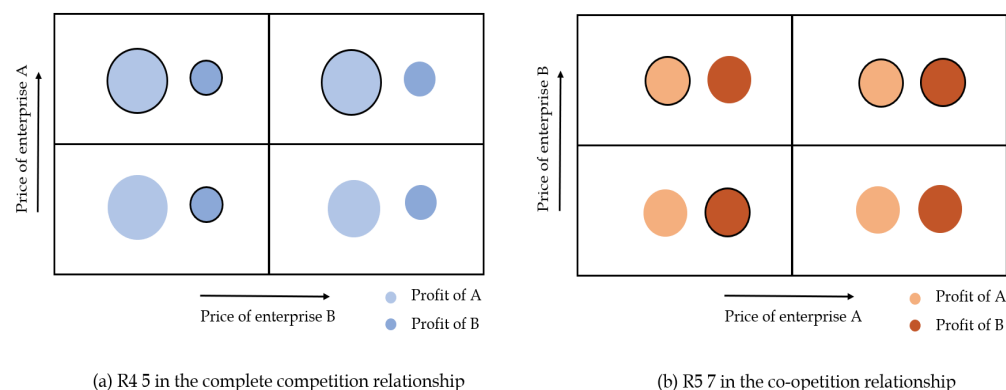 Price of enterprise A
Price of enterprise B
Profit of A
Profit of B
(a) R4 5 in the complete competition relationship
Price of enterprise B
Price of enterprise A
Profit of A
Profit of B
(b) R5 7 in the co-opetition relationship